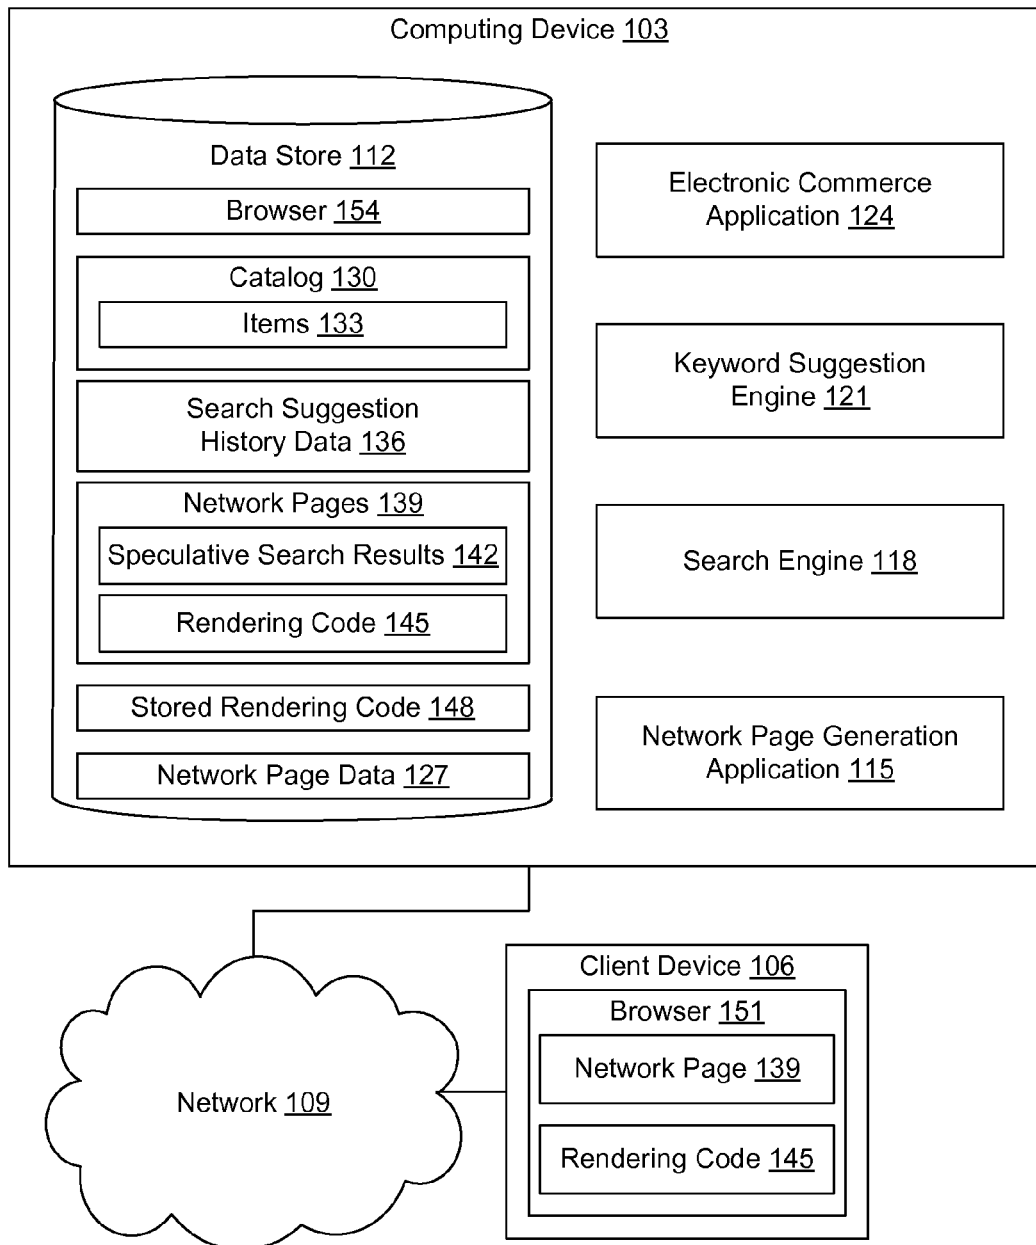 Computing Device 103
Data Store 112
Browser 154
Catalog 130
Items 133
Search Suggestion
History Data 136
Network Pages 139
Speculative Search Results 142
Rendering Code 145
Stored Rendering Code 148
Network Page Data 127
Electronic Commerce
Application 124
Keyword Suggestion
Engine 121
Search Engine 118
Network Page Generation
Application 115
Network 109
Client Device 106
Browser 151
Network Page 139
Rendering Code 145